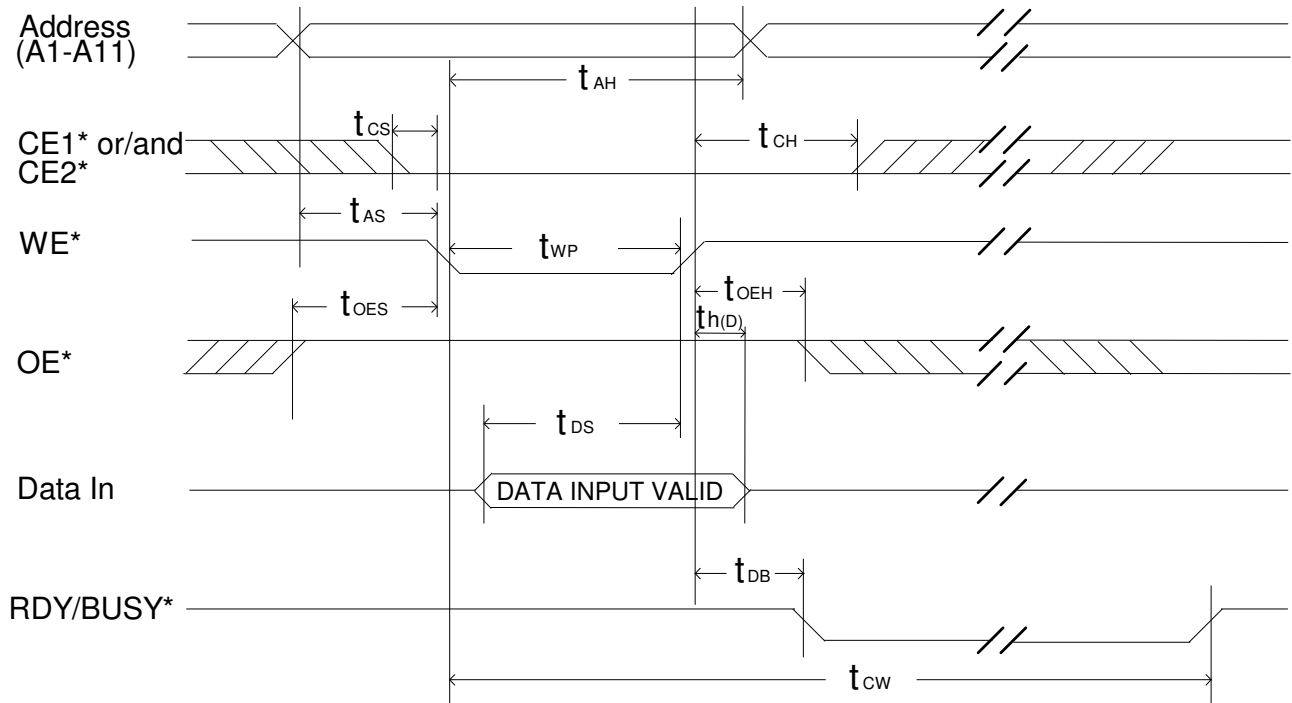 Address
(A1-A11)
tAH
tCS
CE1* or/and
CE2*
tCH
tAS
WE*
tWP
tOES
tOEH
th(D)
OE*
tDS
Data In
DATA INPUT VALID
tDB
RDY/BUSY*
tCW